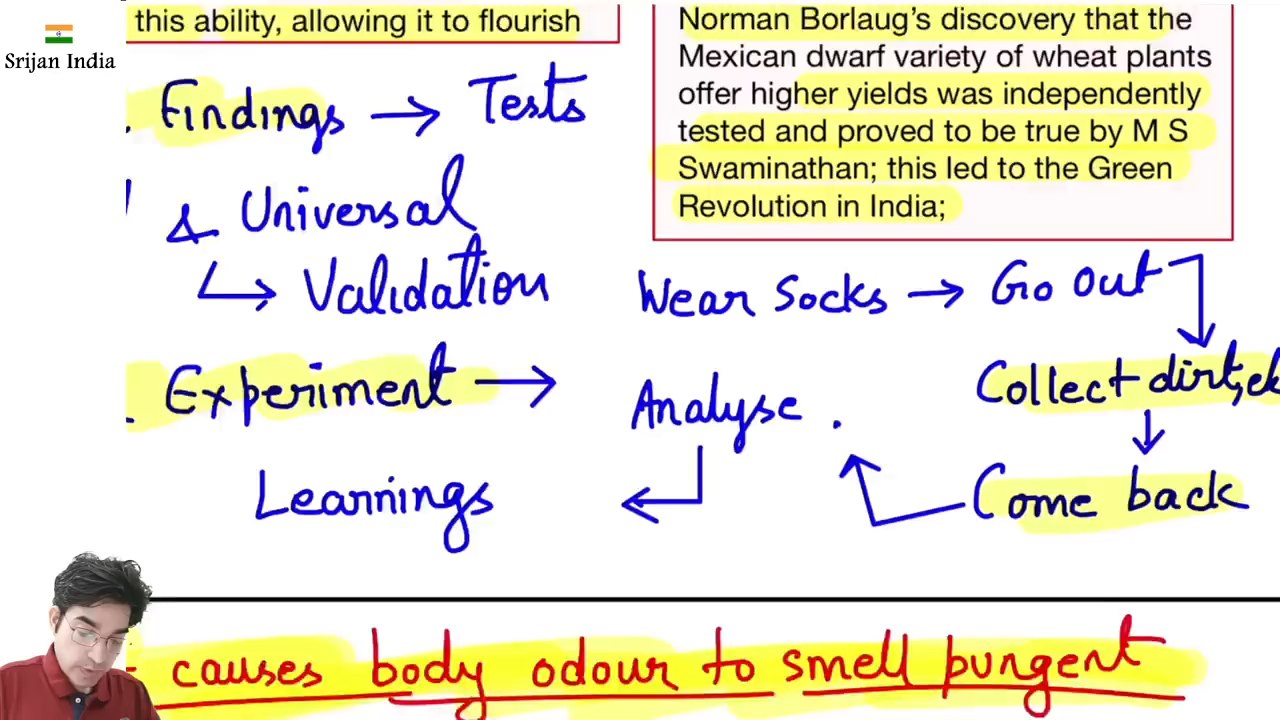 Srijan India
this ability, allowing it to flourish
Norman Borlaug's discovery that the
Mexican dwarf variety of wheat plants
offer higher yields was independently
tested and proved to be true by M S
Swaminathan; this led to the Green
Revolution in India;
Findings → Tests
& Universal
↳ Validation
Wear Socks → Go Out
Collect dirt,
Come back
Experiment → Analyse .
Learnings
causes body odour to smell pungent